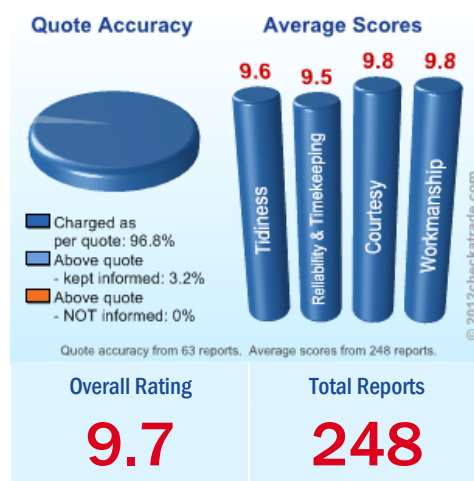 Quote Accuracy
Average Scores
9.6
9.5
9.8
9.8
Tidiness
Reliability & Timekeeping
Courtesy
Workmanship
Charged as
per quote: 96.8%
Above quote
- kept informed: 3.2%
Above quote
- NOT informed: 0%
© 2012checkatrade.com
Quote accuracy from 63 reports. Average scores from 248 reports.
Overall Rating
Total Reports
9.7
248